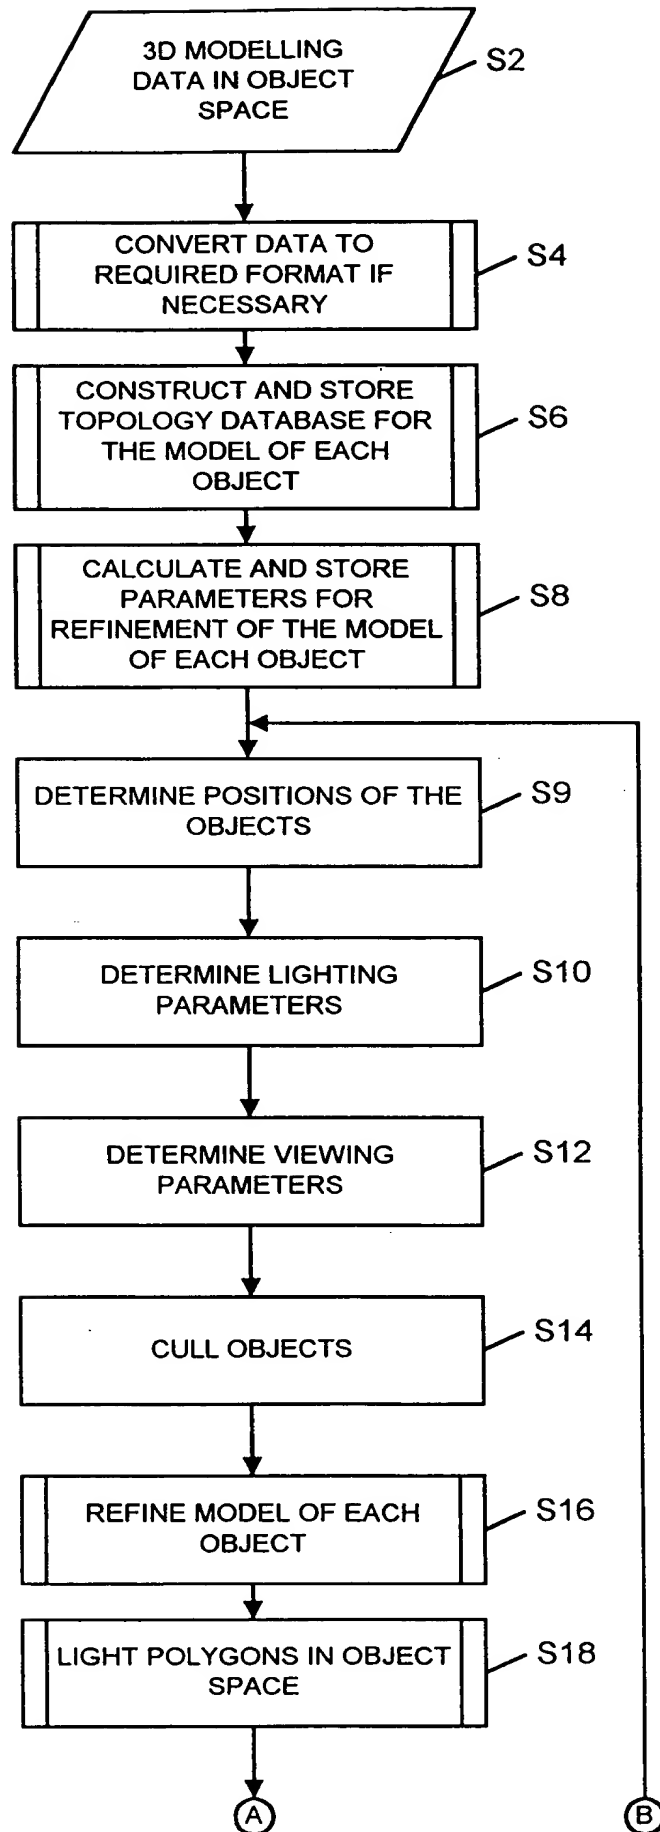 3D MODELLING
DATA IN OBJECT
SPACE
S2
CONVERT DATA TO
REQUIRED FORMAT IF
NECESSARY
S4
CONSTRUCT AND STORE
TOPOLOGY DATABASE FOR
THE MODEL OF EACH
OBJECT
S6
CALCULATE AND STORE
PARAMETERS FOR
REFINEMENT OF THE MODEL
OF EACH OBJECT
S8
DETERMINE POSITIONS OF THE
OBJECTS
S9
DETERMINE LIGHTING
PARAMETERS
S10
DETERMINE VIEWING
PARAMETERS
S12
CULL OBJECTS
S14
REFINE MODEL OF EACH
OBJECT
S16
LIGHT POLYGONS IN OBJECT
SPACE
S18
A
B